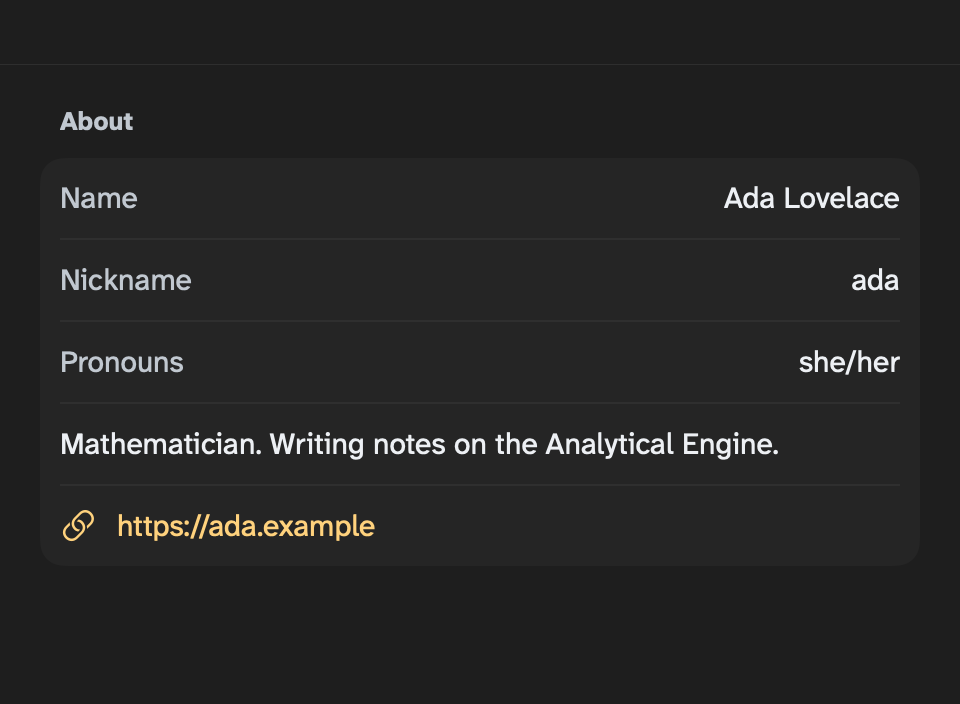 About
Name
Ada Lovelace
Nickname
ada
Pronouns
she/her
Mathematician. Writing notes on the Analytical Engine.
https://ada.example